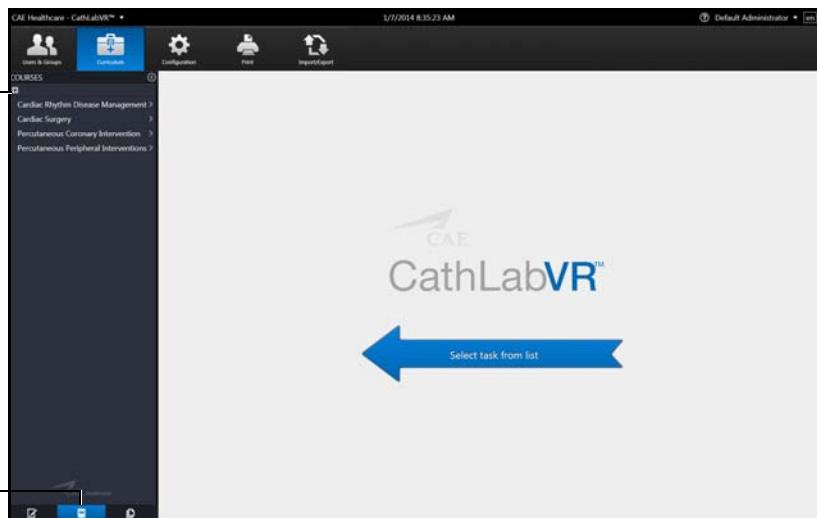 CAE Healthcare - CathLabVR™
1/7/2014 8:35:23 AM
Default Administrator
en
Users & Groups
Curriculum
Configuration
Print
Import/Export
COURSES
Cardiac Rhythm Disease Management
Cardiac Surgery
Percutaneous Coronary Intervention
Percutaneous Peripheral Interventions
CAE
CathLabVR™
Select task from list